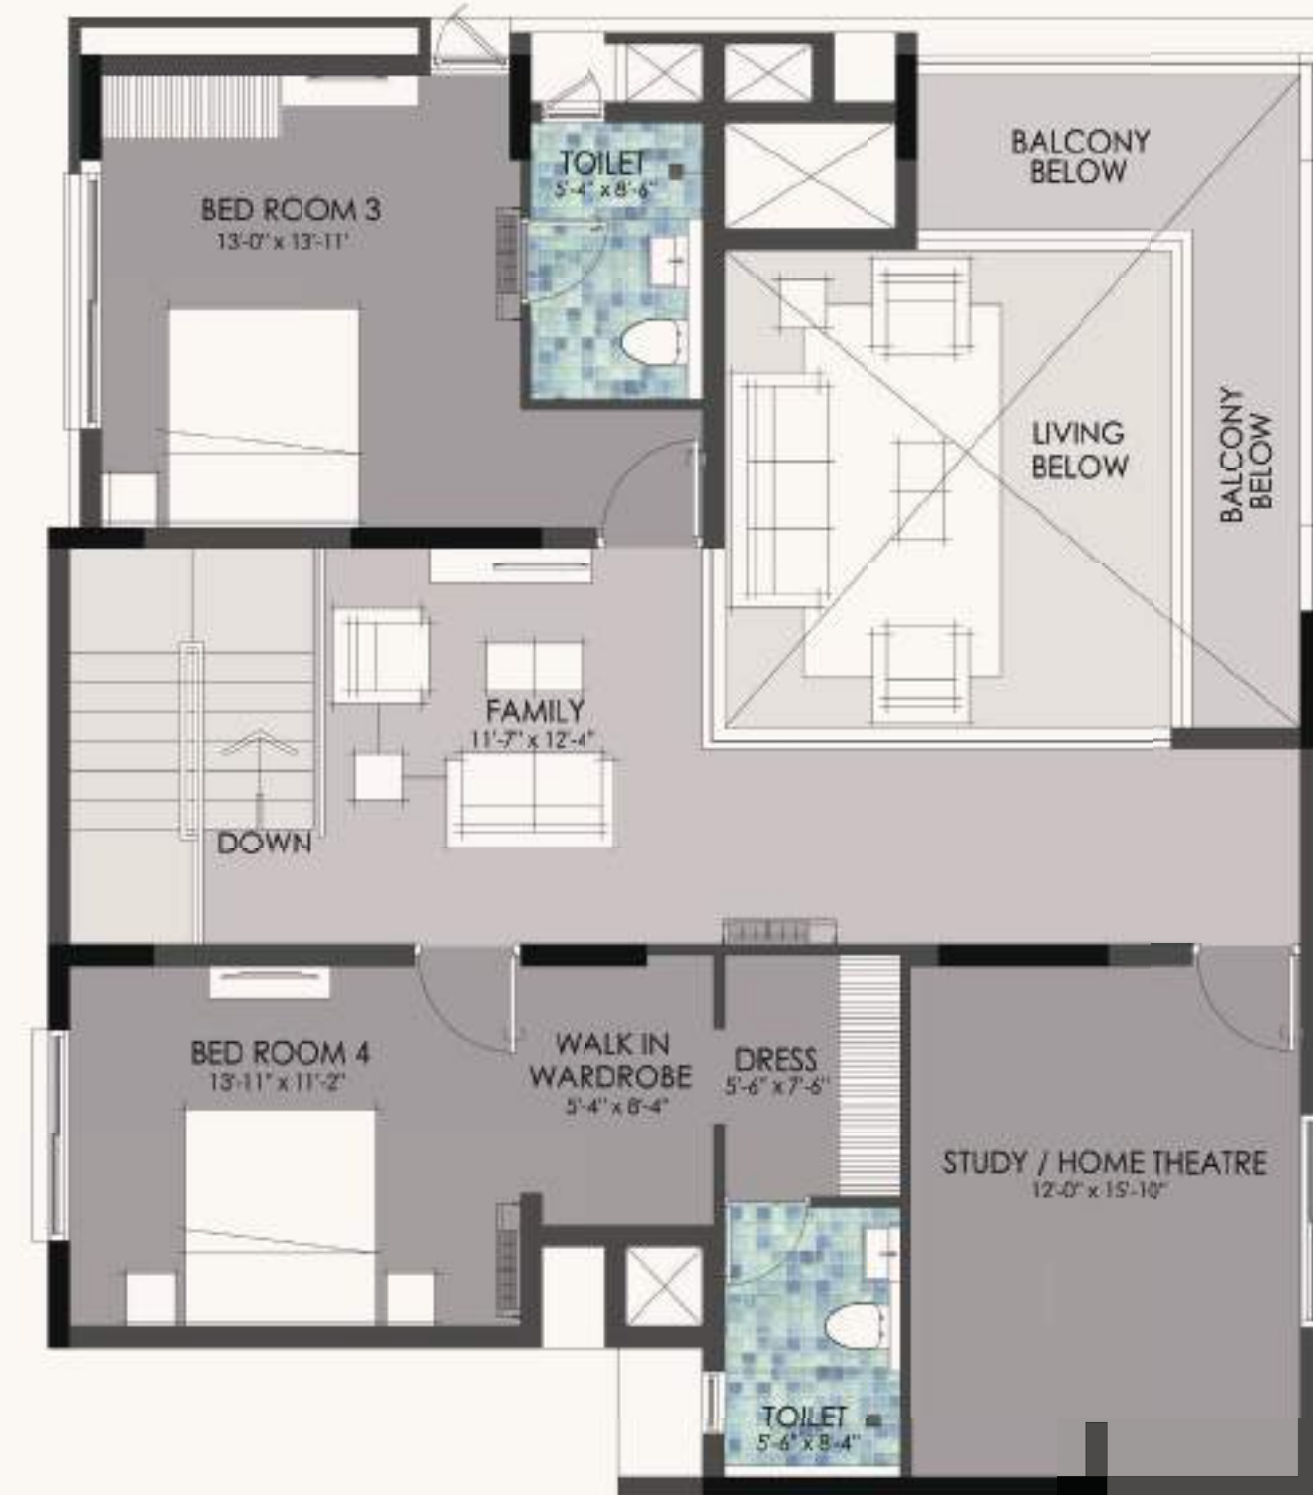 TOILET
5'-4" x 8'-6"
BALCONY
BELOW
BED ROOM 3
13'-0" x 13'-11'
LIVING
BELOW
BALCONY
BELOW
FAMILY
11'-7" x 12'-4"
DOWN
BED ROOM 4
13'-11" x 11'-2"
WALK IN
WARDROBE
5'-4" x 8'-4"
DRESS
5'-6" x 7'-6"
STUDY / HOME THEATRE
12'-0" x 15'-10"
TOILET
5'-6" x 8-4"